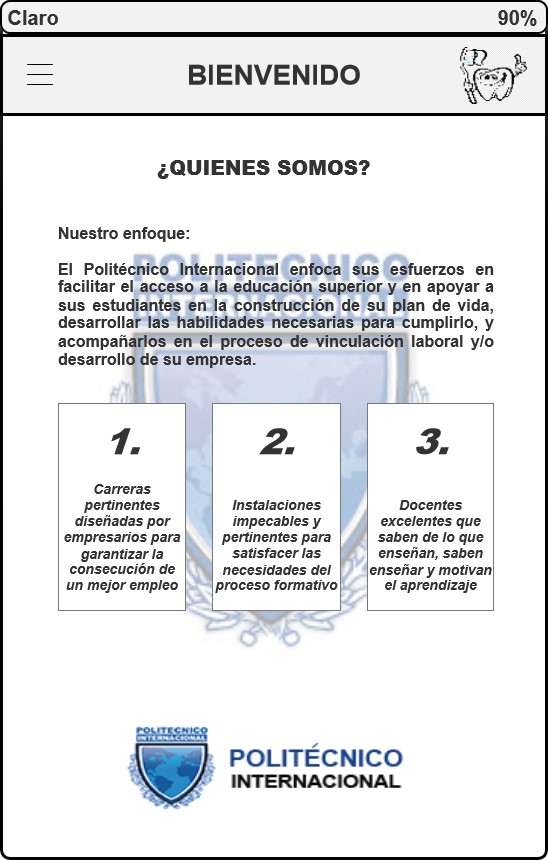 Claro 90%
BIENVENIDO
¿QUIENES SOMOS?
Nuestro enfoque:
El Politécnico Internacional enfoca sus esfuerzos en
facilitar el acceso a la educación superior y en apoyar a
sus estudiantes en la construcción de su plan de vida,
desarrollar las habilidades necesarias para cumplirlo, y
acompañarlos en el proceso de vinculación laboral y/o
desarrollo de su empresa.
POLITECNICO
INTERNACIONAL
1.
Carreras
pertinentes
diseñadas por
empresarios para
garantizar la
consecución de
un mejor empleo
2.
Instalaciones
impecables y
pertinentes para
satisfacer las
necesidades del
proceso formativo
3.
Docentes
excelentes que
saben de lo que
enseñan, saben
enseñar y motivan
el aprendizaje
POLITECNICO
INTERNACIONAL
POLITÉCNICO
INTERNACIONAL